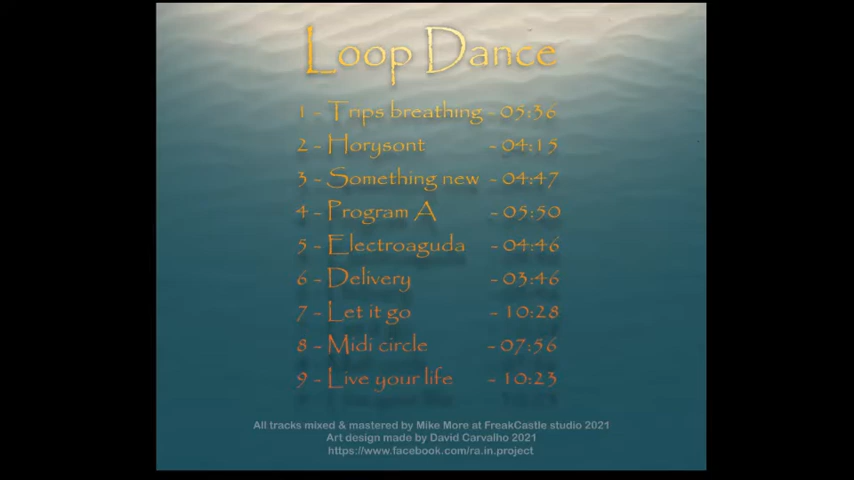 Loop Dance
1 - Trips breathing - 05:36
2 - Horysont - 04:15
3 - Something new - 04:47
4 - Program A - 05:50
5 - Electroaguda - 04:46
6 - Delivery - 03:46
7 - Let it go - 10:28
8 - Midi circle - 07:56
9 - Live your life - 10:23
All tracks mixed & mastered by Mike More at FreakCastle studio 2021
Art design made by David Carvalho 2021
https://www.facebook.com/ra.in.project